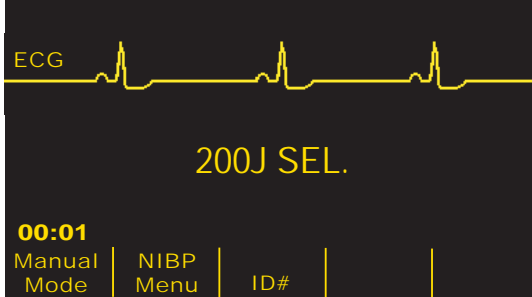 ECG
200J SEL.
00:01
Manual Mode
NIBP Menu
ID#